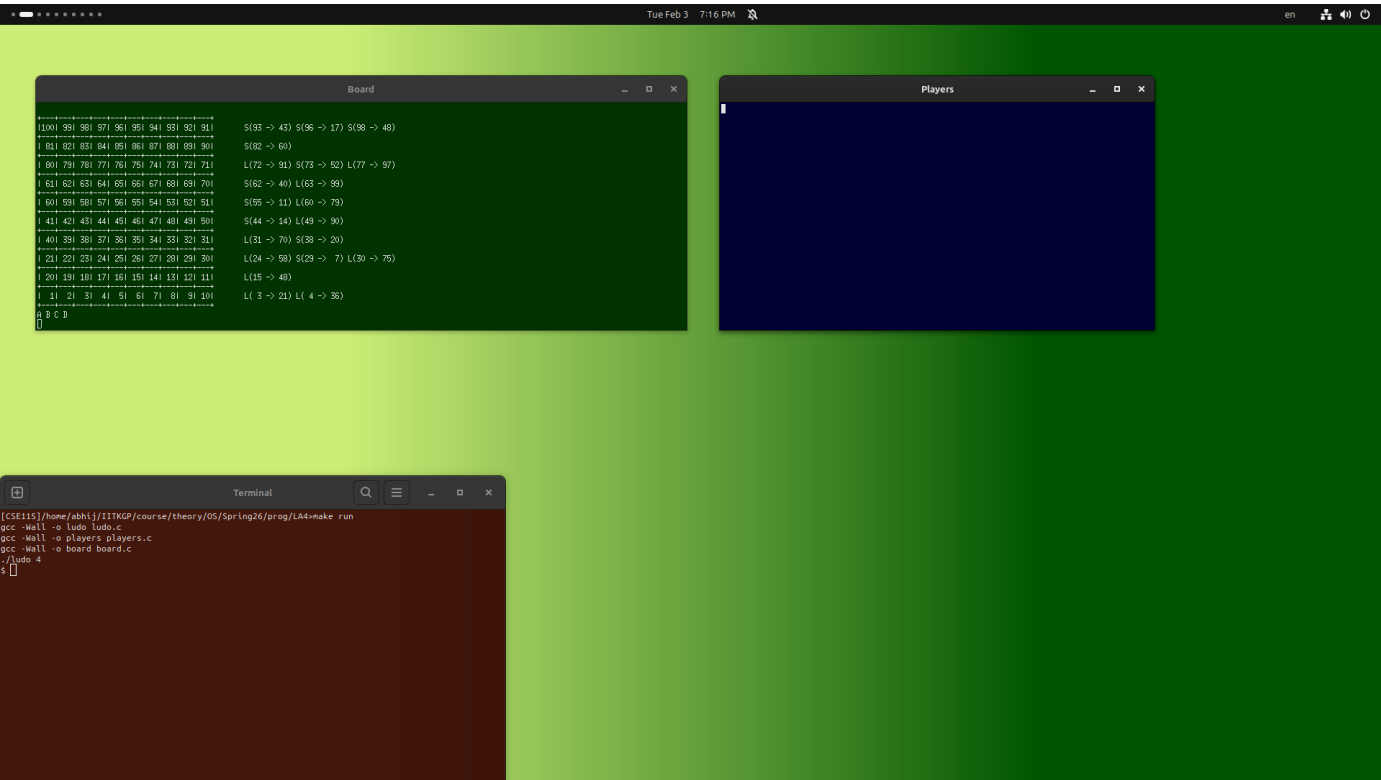 Tue Feb 3 7:16 PM
en
Board
+---+---+---+---+---+---+---+---+---+---+
|100| 99| 98| 97| 96| 95| 94| 93| 92| 91| S(93 -> 43) S(96 -> 17) S(98 -> 48)
+---+---+---+---+---+---+---+---+---+---+
| 81| 82| 83| 84| 85| 86| 87| 88| 89| 90| S(82 -> 60)
+---+---+---+---+---+---+---+---+---+---+
| 80| 79| 78| 77| 76| 75| 74| 73| 72| 71| L(72 -> 91) S(73 -> 52) L(77 -> 97)
+---+---+---+---+---+---+---+---+---+---+
| 61| 62| 63| 64| 65| 66| 67| 68| 69| 70| S(62 -> 40) L(63 -> 99)
+---+---+---+---+---+---+---+---+---+---+
| 60| 59| 58| 57| 56| 55| 54| 53| 52| 51| S(55 -> 11) L(60 -> 79)
+---+---+---+---+---+---+---+---+---+---+
| 41| 42| 43| 44| 45| 46| 47| 48| 49| 50| S(44 -> 14) L(49 -> 90)
+---+---+---+---+---+---+---+---+---+---+
| 40| 39| 38| 37| 36| 35| 34| 33| 32| 31| L(31 -> 70) S(38 -> 20)
+---+---+---+---+---+---+---+---+---+---+
| 21| 22| 23| 24| 25| 26| 27| 28| 29| 30| L(24 -> 58) S(29 -> 7) L(30 -> 75)
+---+---+---+---+---+---+---+---+---+---+
| 20| 19| 18| 17| 16| 15| 14| 13| 12| 11| L(15 -> 48)
+---+---+---+---+---+---+---+---+---+---+
| 1| 2| 3| 4| 5| 6| 7| 8| 9| 10| L( 3 -> 21) L( 4 -> 36)
+---+---+---+---+---+---+---+---+---+---+
A B C D
Players
Terminal
[CSE115]/home/abhij/IITKGP/course/theory/OS/Spring26/prog/LA4>make run
gcc -Wall -o ludo ludo.c
gcc -Wall -o players players.c
gcc -Wall -o board board.c
./ludo 4
$